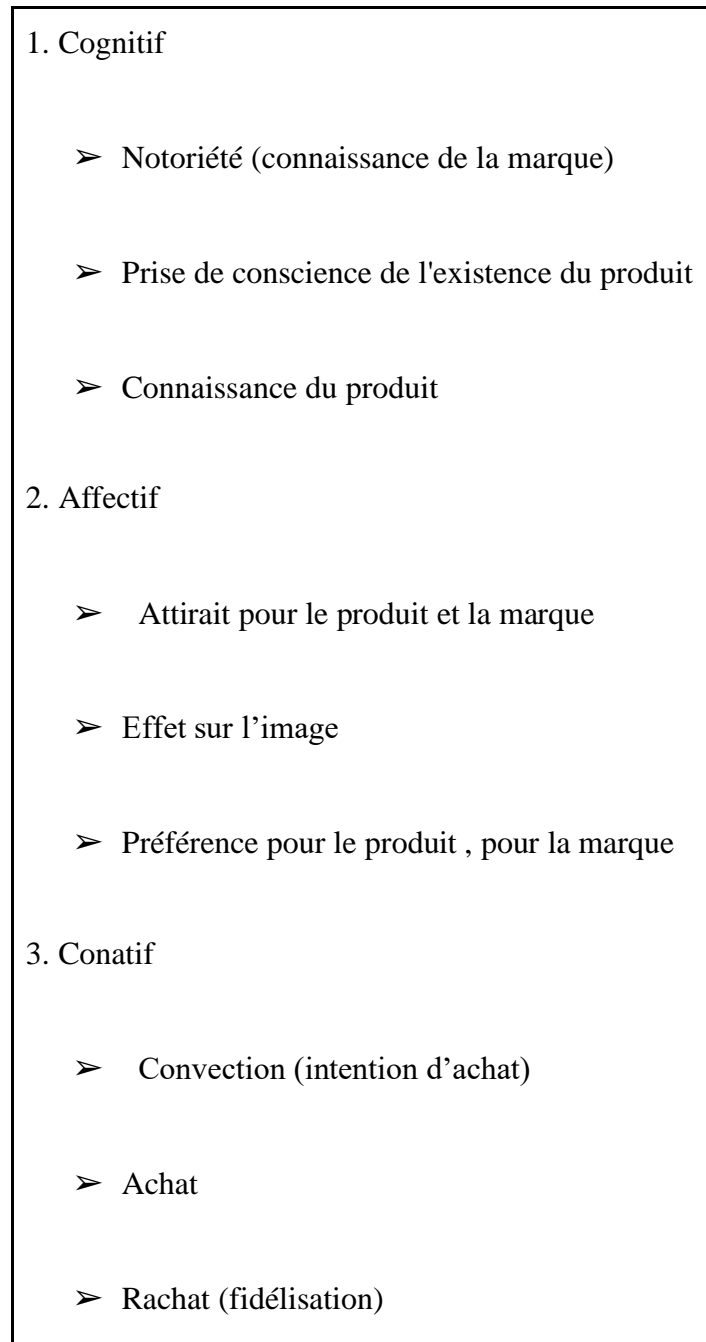 1. Cognitif
➢ Notoriété (connaissance de la marque)
➢ Prise de conscience de l'existence du produit
➢ Connaissance du produit
2. Affectif
➢ Attirait pour le produit et la marque
➢ Effet sur l’image
➢ Préférence pour le produit , pour la marque
3. Conatif
➢ Convection (intention d’achat)
➢ Achat
➢ Rachat (fidélisation)